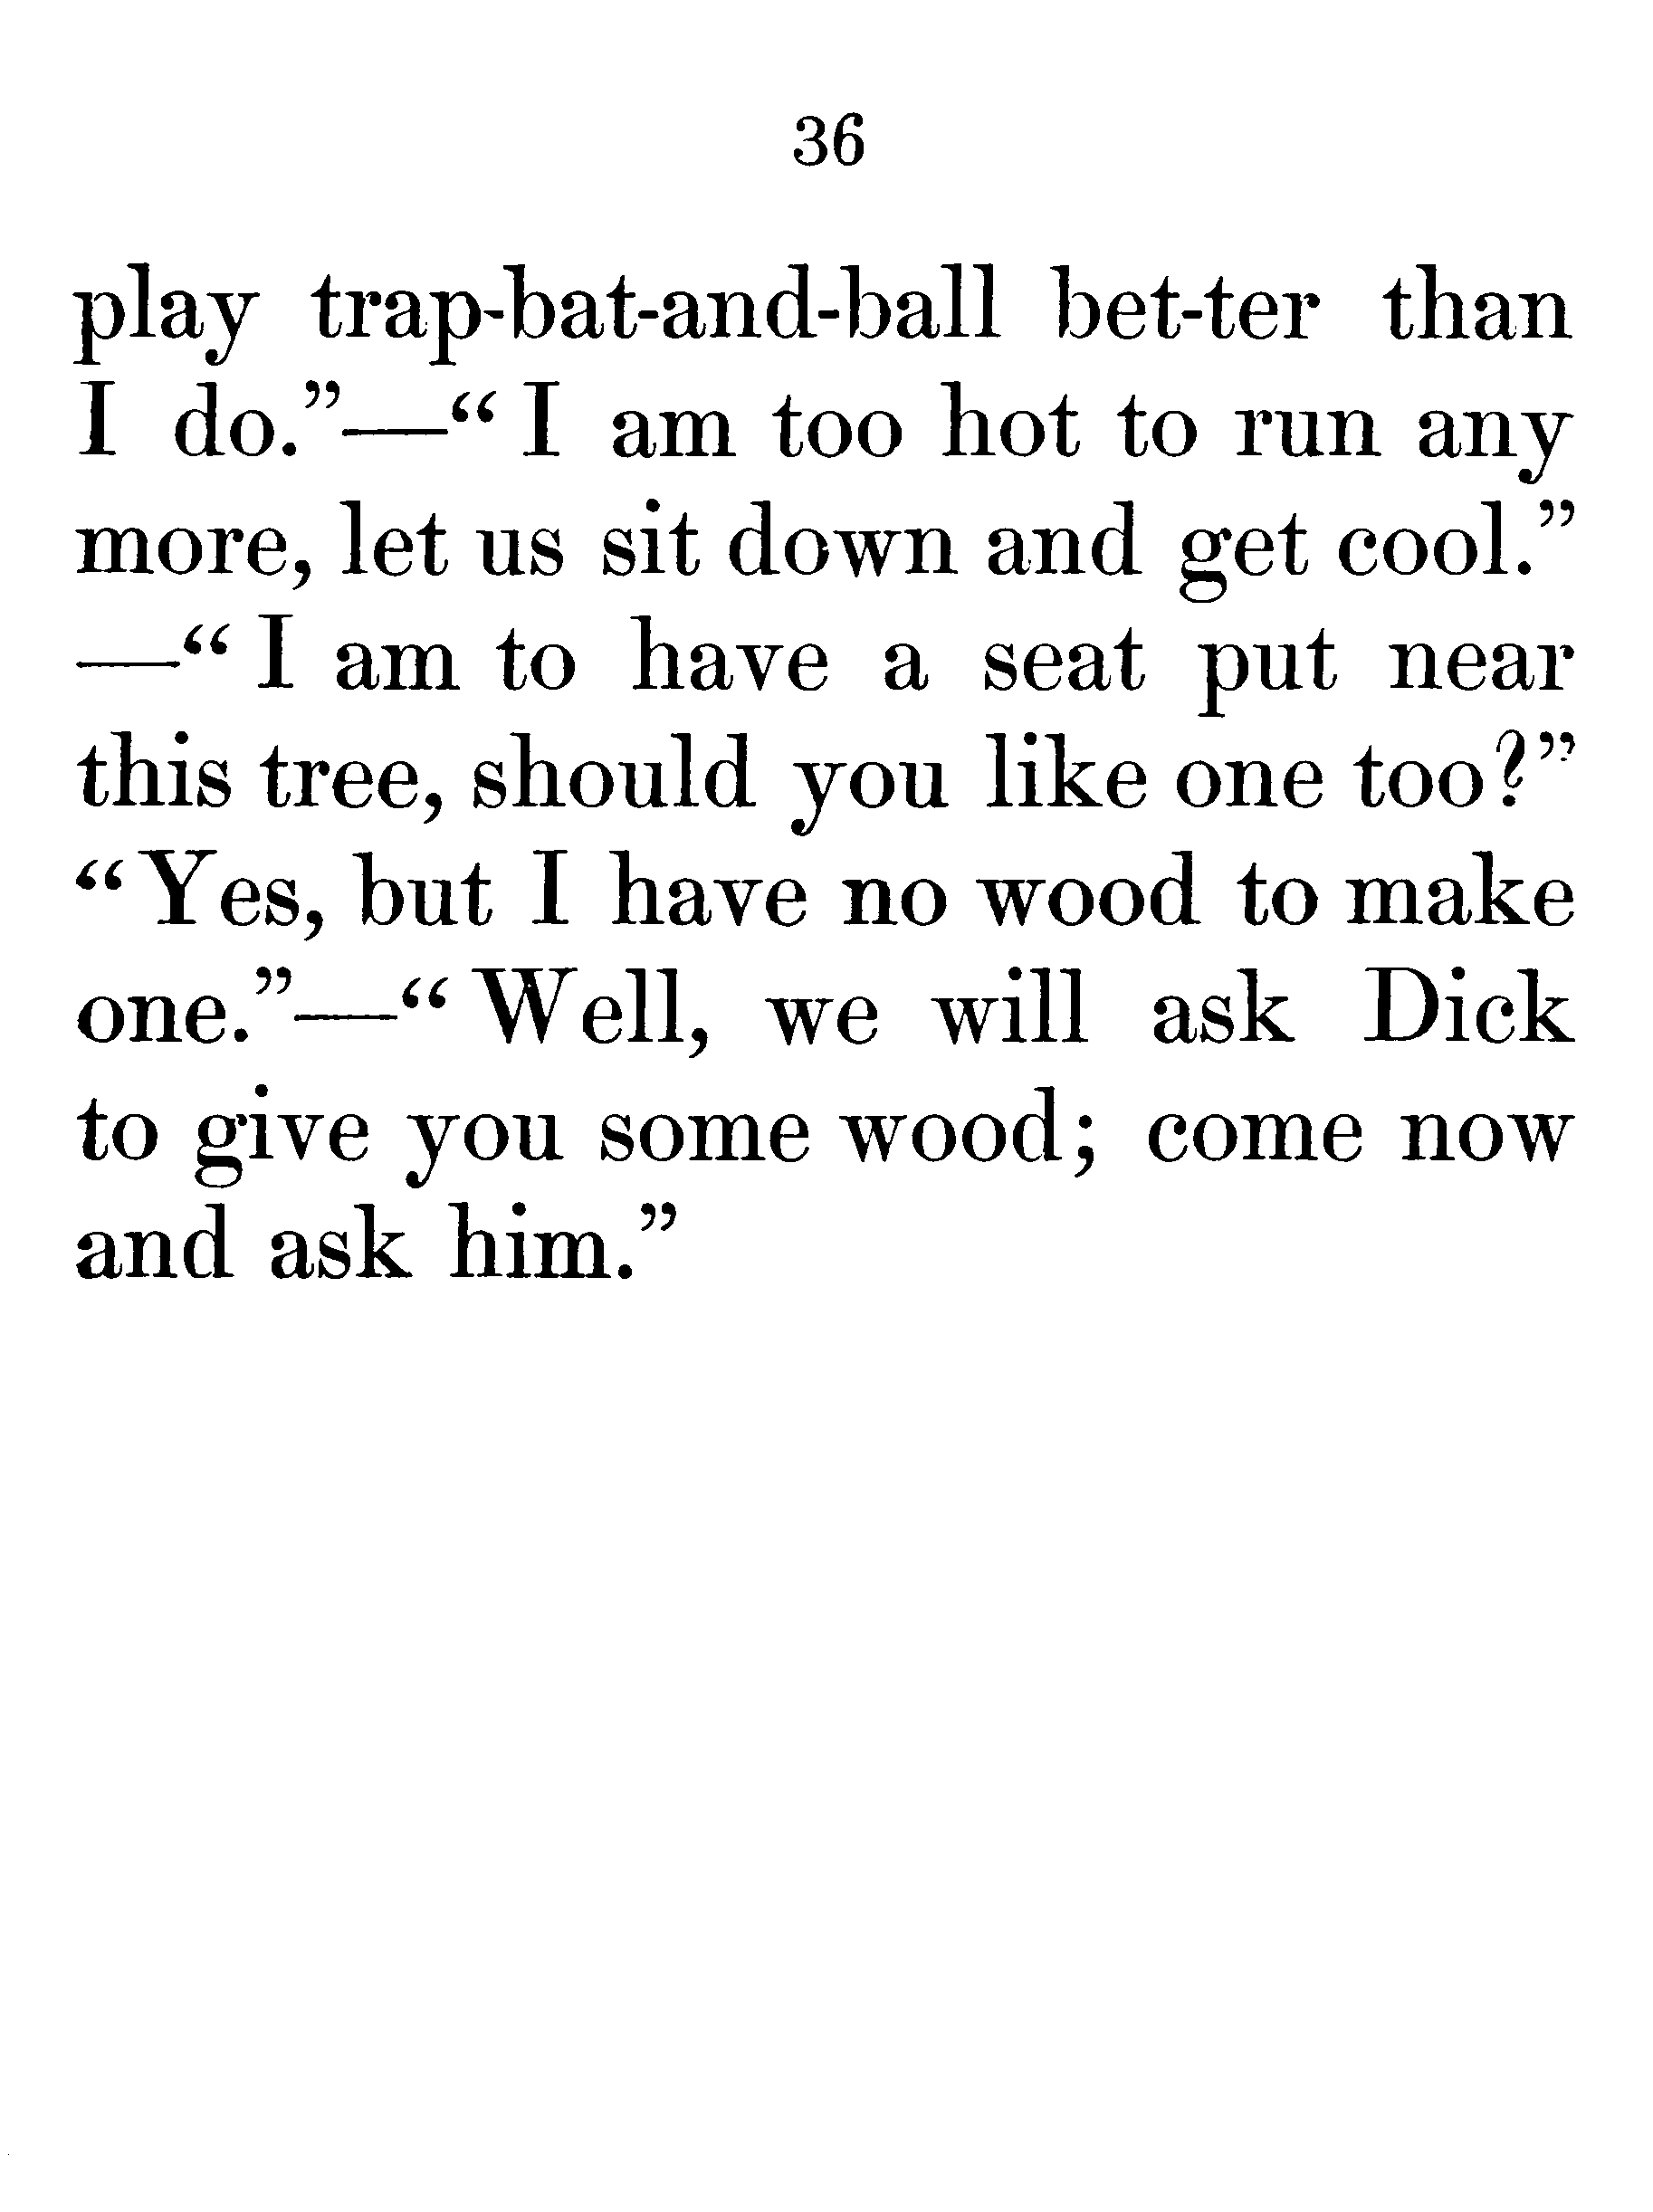 36
play trap-bat-and-ball bet-ter than
I do.”—“ I am too hot to run any
more, let us sit down and get cool.”
—“ I am to have a seat put near
this tree, should you like one too?”
“ Yes, but I have no wood to make
one.”—“ Well, we will ask Dick
to give you some wood; come now
and ask him.”